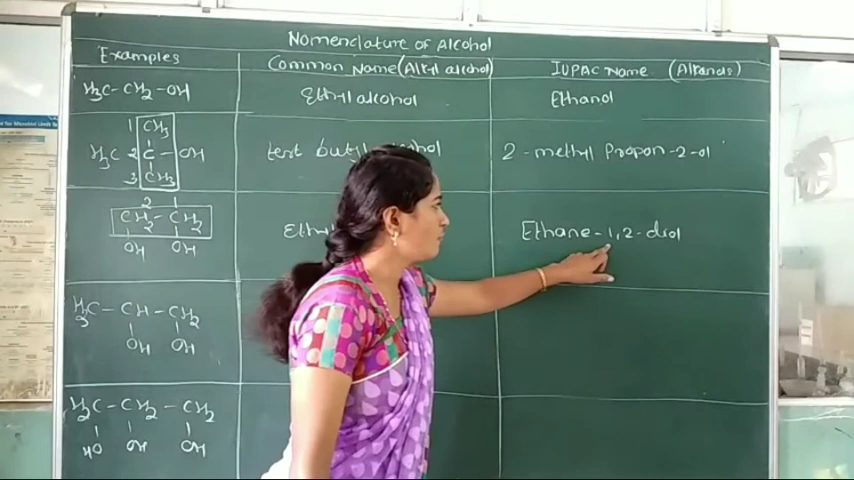 Nomenclature of Alcohol
Examples
Common Name (Alkyl alcohol)
IUPAC Name (Alkanols)
H3C - CH2 - OH
Ethyl alcohol
Ethanol
1 CH3
H3C 2 C - OH
3 CH3
tert butyl alcohol
2 - methyl Propan - 2 - ol
2 1
CH2 - CH2
OH OH
Ethyl
Ethane - 1, 2 - diol
H3C - CH - CH2
OH OH
H2C - CH2 - CH2
HO OH OH